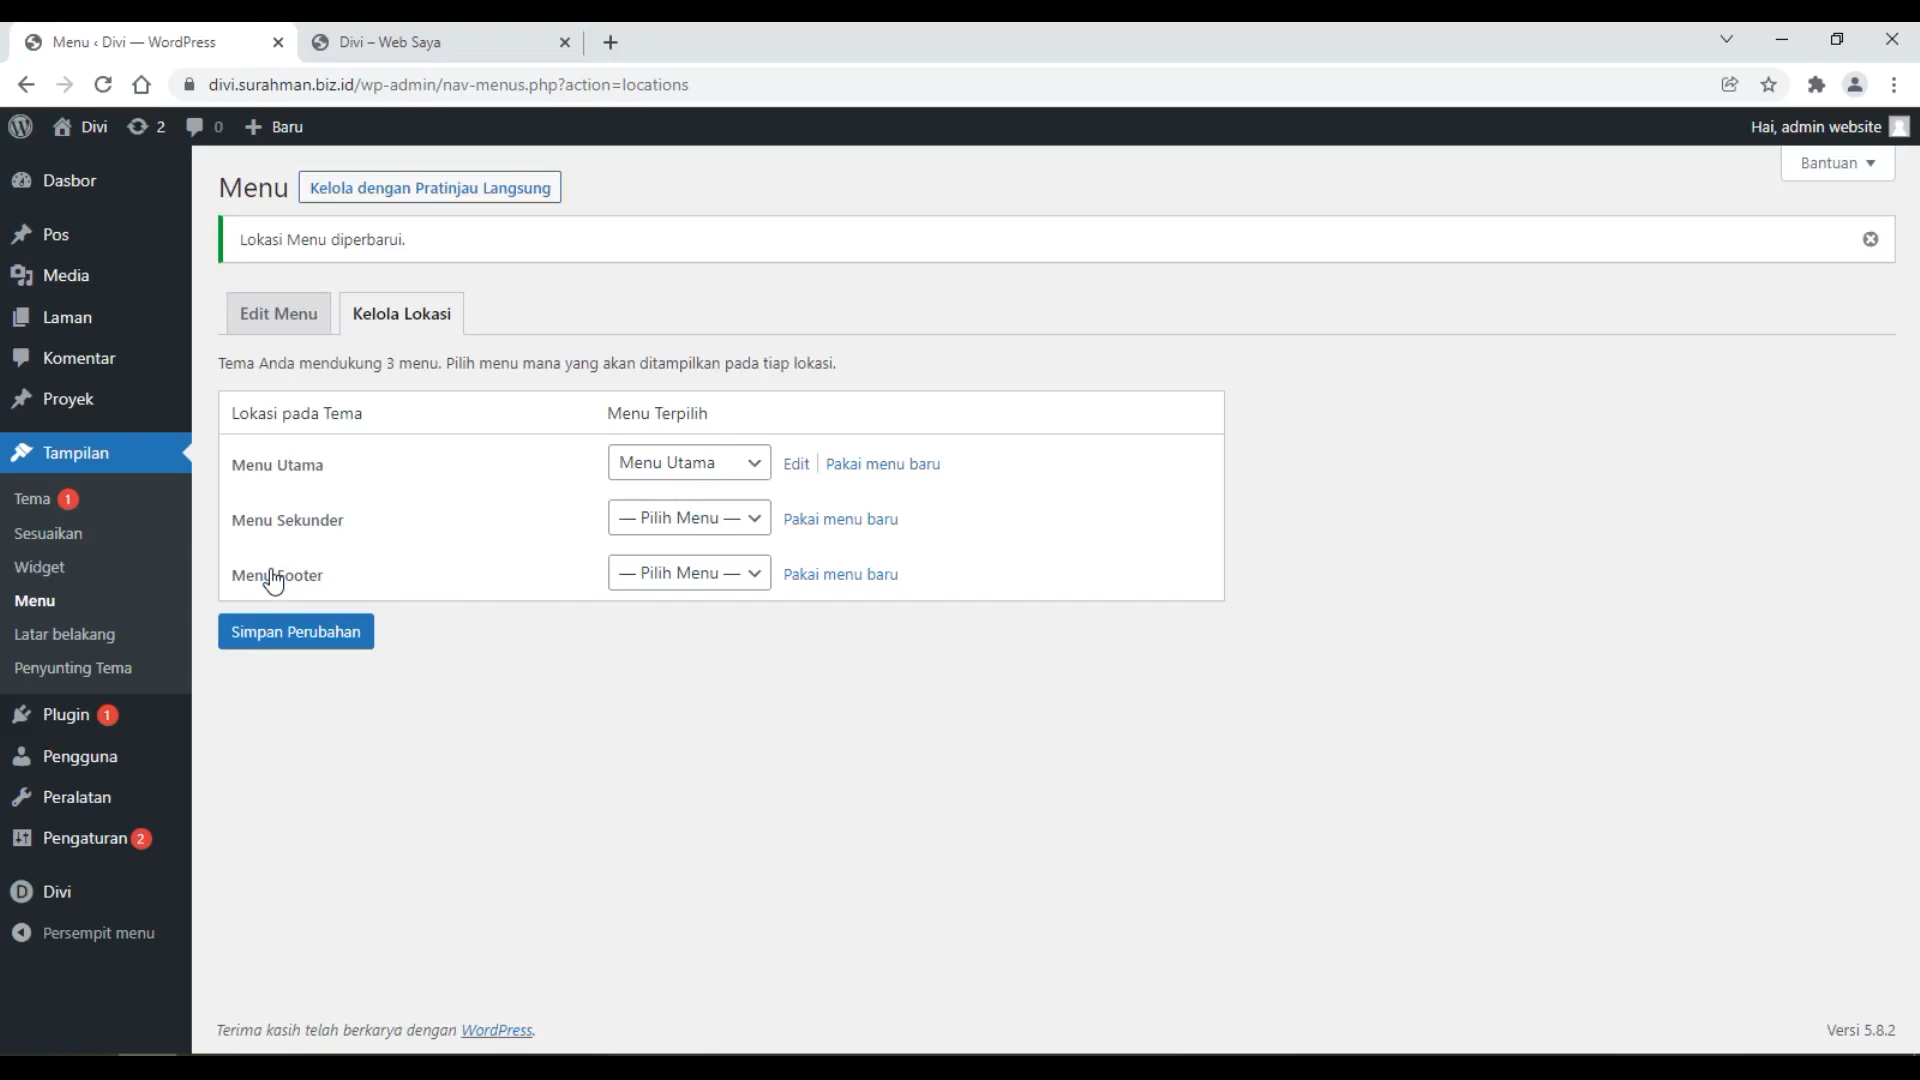 Menu ‹ Divi — WordPress
Divi – Web Saya
divi.surahman.biz.id/wp-admin/nav-menus.php?action=locations
Divi
2
0
Baru
Hai, admin website
Dasbor
Pos
Media
Laman
Komentar
Proyek
Tampilan
Tema 1
Sesuaikan
Widget
Menu
Latar belakang
Penyunting Tema
Plugin 1
Pengguna
Peralatan
Pengaturan 2
Divi
Persempit menu
Bantuan
Menu
Kelola dengan Pratinjau Langsung
Lokasi Menu diperbarui.
Edit Menu
Kelola Lokasi
Tema Anda mendukung 3 menu. Pilih menu mana yang akan ditampilkan pada tiap lokasi.
Lokasi pada Tema
Menu Terpilih
Menu Utama
Menu Utama
Edit
Pakai menu baru
Menu Sekunder
— Pilih Menu —
Pakai menu baru
Menu Footer
— Pilih Menu —
Pakai menu baru
Simpan Perubahan
Terima kasih telah berkarya dengan WordPress.
Versi 5.8.2